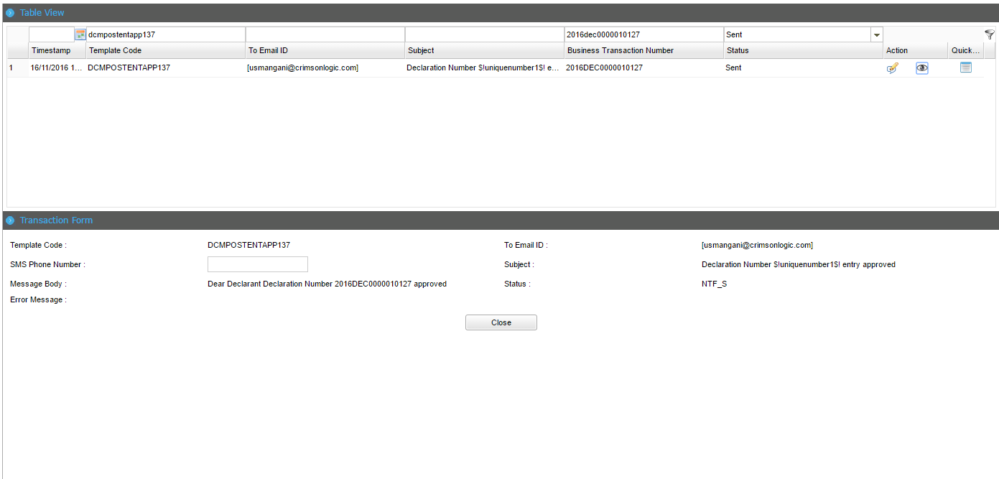 Table View
dcmpostentapp137 2016dec0000010127 Sent
Timestamp Template Code To Email ID Subject Business Transaction Number Status Action Quick...
1 16/11/2016 1... DCMPOSTENTAPP137 [usmangani@crimsonlogic.com] Declaration Number $!uniquenumber1$! e... 2016DEC0000010127 Sent
Transaction Form
Template Code : DCMPOSTENTAPP137 To Email ID : [usmangani@crimsonlogic.com]
SMS Phone Number : Subject : Declaration Number $!uniquenumber1$! entry approved
Message Body : Dear Declarant Declaration Number 2016DEC0000010127 approved Status : NTF_S
Error Message :
Close